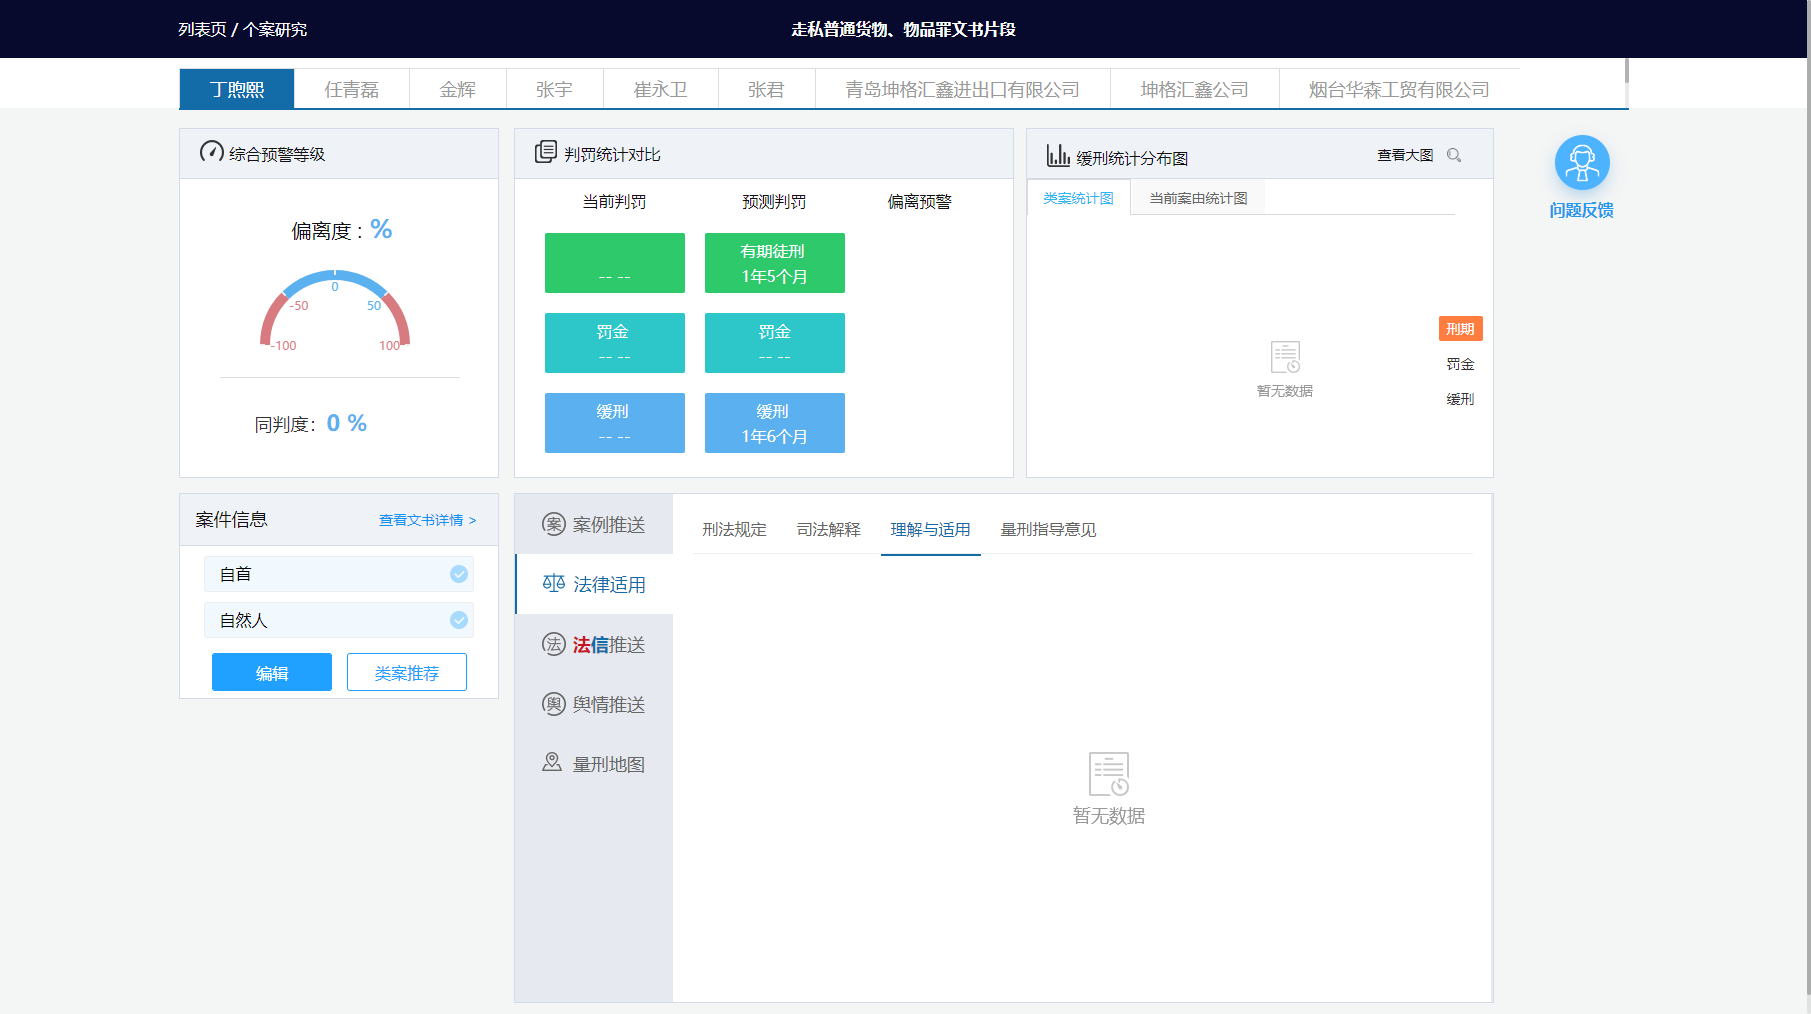 列表页 / 个案研究
走私普通货物、物品罪文书片段
丁煦熙 任青磊 金辉 张宇 崔永卫 张君 青岛坤格汇鑫进出口有限公司 坤格汇鑫公司 烟台华森工贸有限公司
综合预警等级
偏离度 : %
0
-50 50
-100 100
同判度: 0 %
判罚统计对比
当前判罚 预测判罚 偏离预警
-- --
有期徒刑
1年5个月
罚金
-- --
罚金
-- --
缓刑
-- --
缓刑
1年6个月
缓刑统计分布图
查看大图
类案统计图 当前案由统计图
暂无数据
刑期
罚金
缓刑
问题反馈
案件信息
查看文书详情 >
自首
自然人
编辑 类案推荐
案 案例推送
法律适用
法 法信推送
舆 舆情推送
量刑地图
刑法规定 司法解释 理解与适用 量刑指导意见
暂无数据